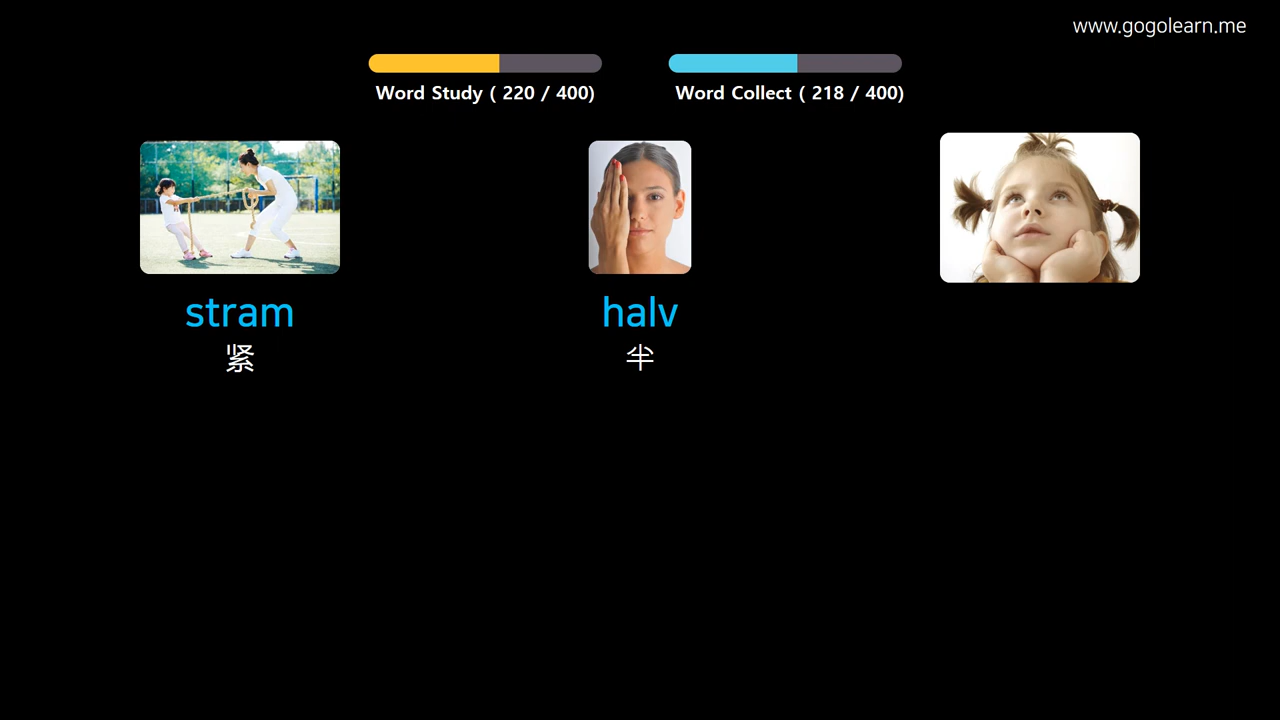 www.gogolearn.me
Word Study ( 220 / 400)
Word Collect ( 218 / 400)
stram
紧
halv
半